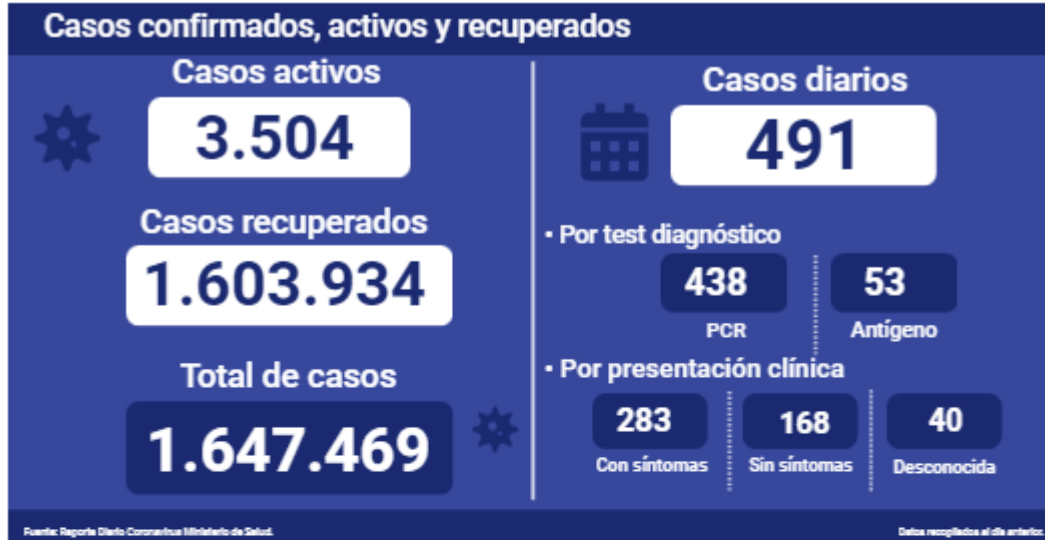 Casos confirmados, activos y recuperados
Casos activos
3.504
Casos recuperados
1.603.934
Total de casos
1.647.469
Casos diarios
491
• Por test diagnóstico
438
PCR
53
Antígeno
• Por presentación clínica
283
Con síntomas
168
Sin síntomas
40
Desconocida
Fuente: Reporte Diario Coronavirus Ministerio de Salud.
Datos recopilados al día anterior.